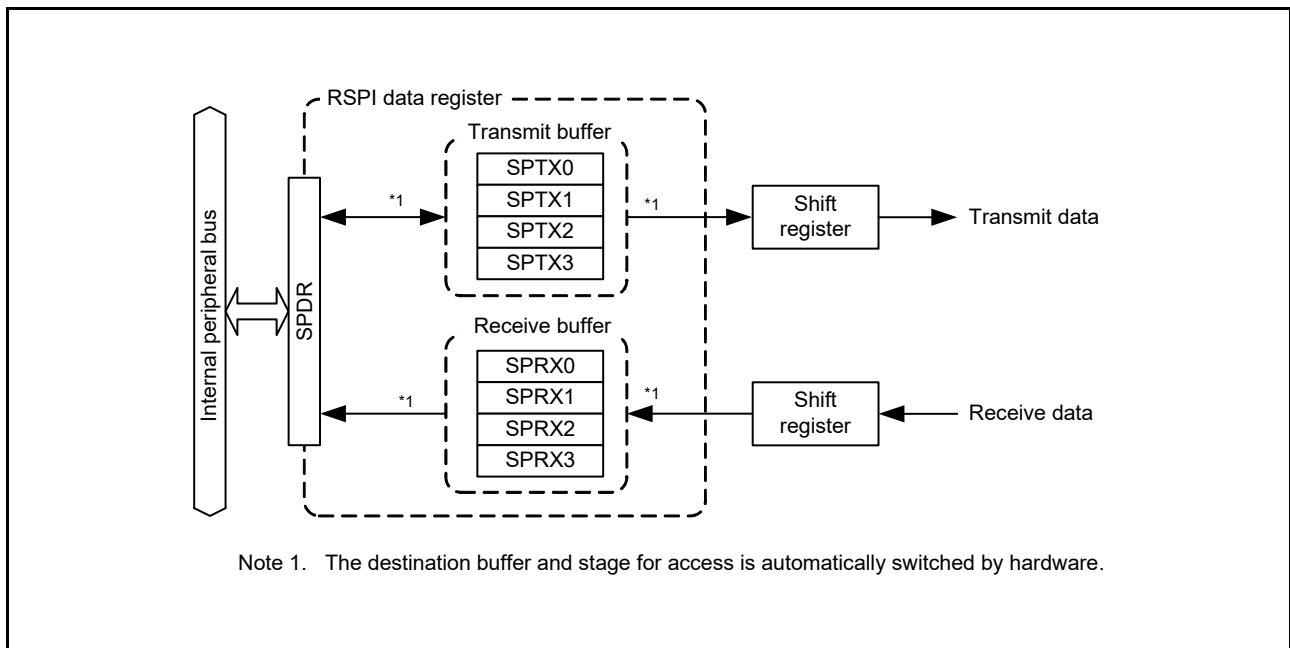 RSPI data register
Transmit buffer
SPTX0
SPTX1
SPTX2
SPTX3
*1
*1
Shift
register
Transmit data
Internal peripheral bus
SPDR
Receive buffer
SPRX0
SPRX1
SPRX2
SPRX3
*1
*1
Shift
register
Receive data
Note 1. The destination buffer and stage for access is automatically switched by hardware.